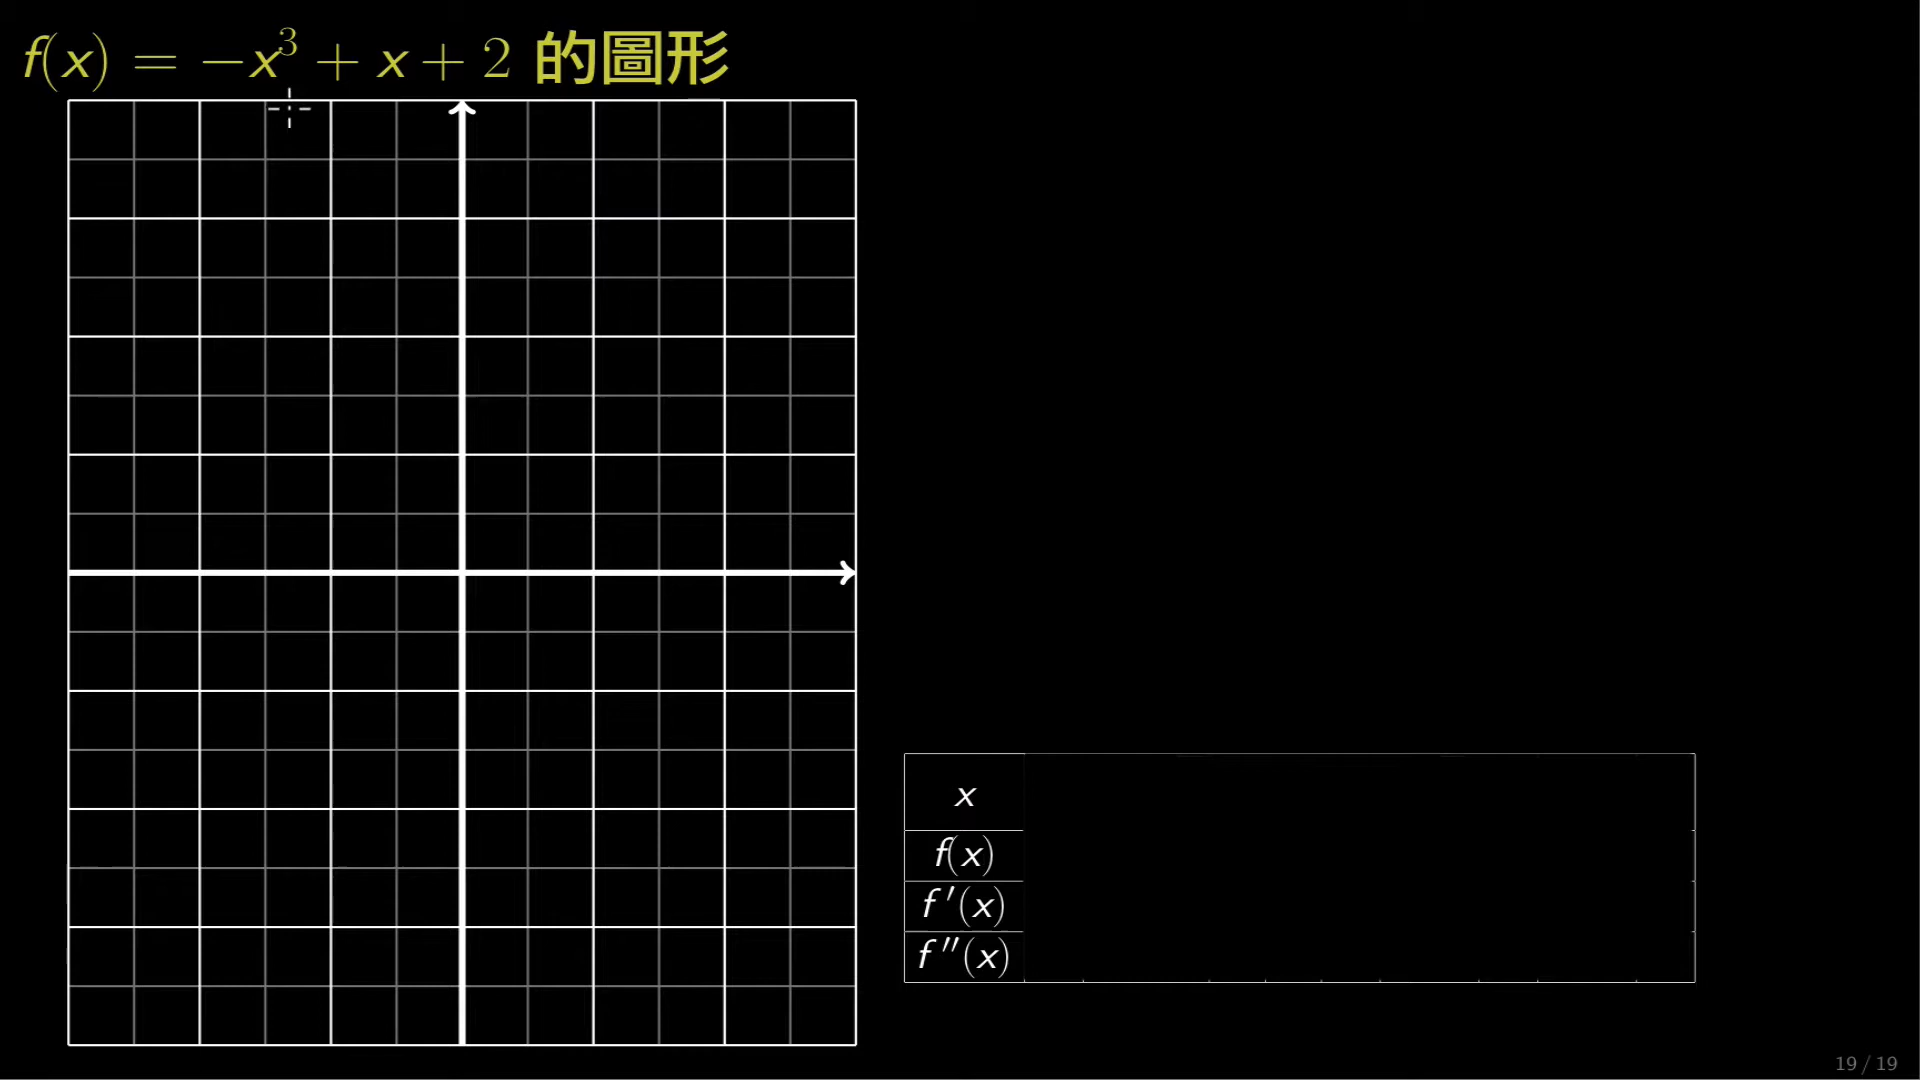 f(x) = −x³ + x + 2 的圖形
x
f(x)
f′(x)
f″(x)
19 / 19